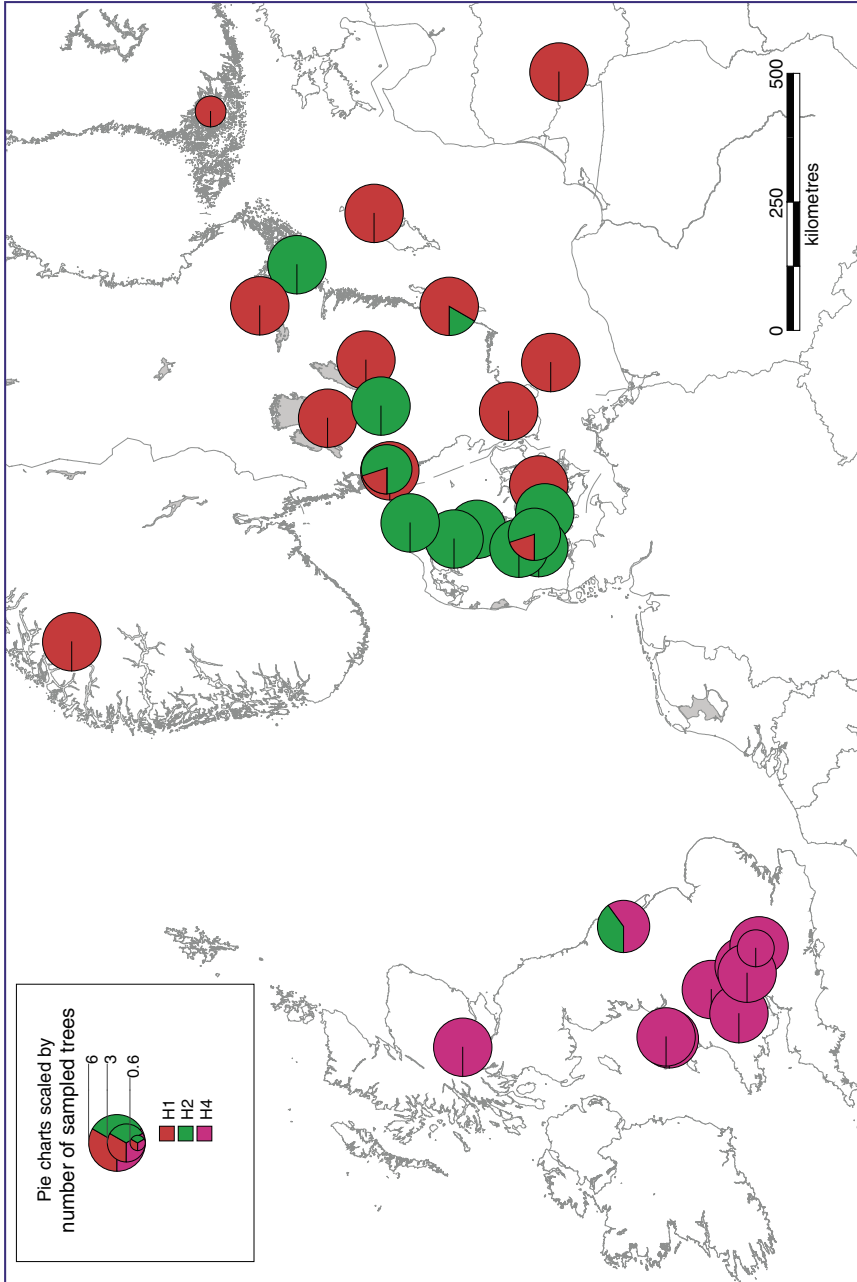 Pie charts scaled by
number of sampled trees
6
3
0.6
H1
H2
H4
0
250
500
kilometres